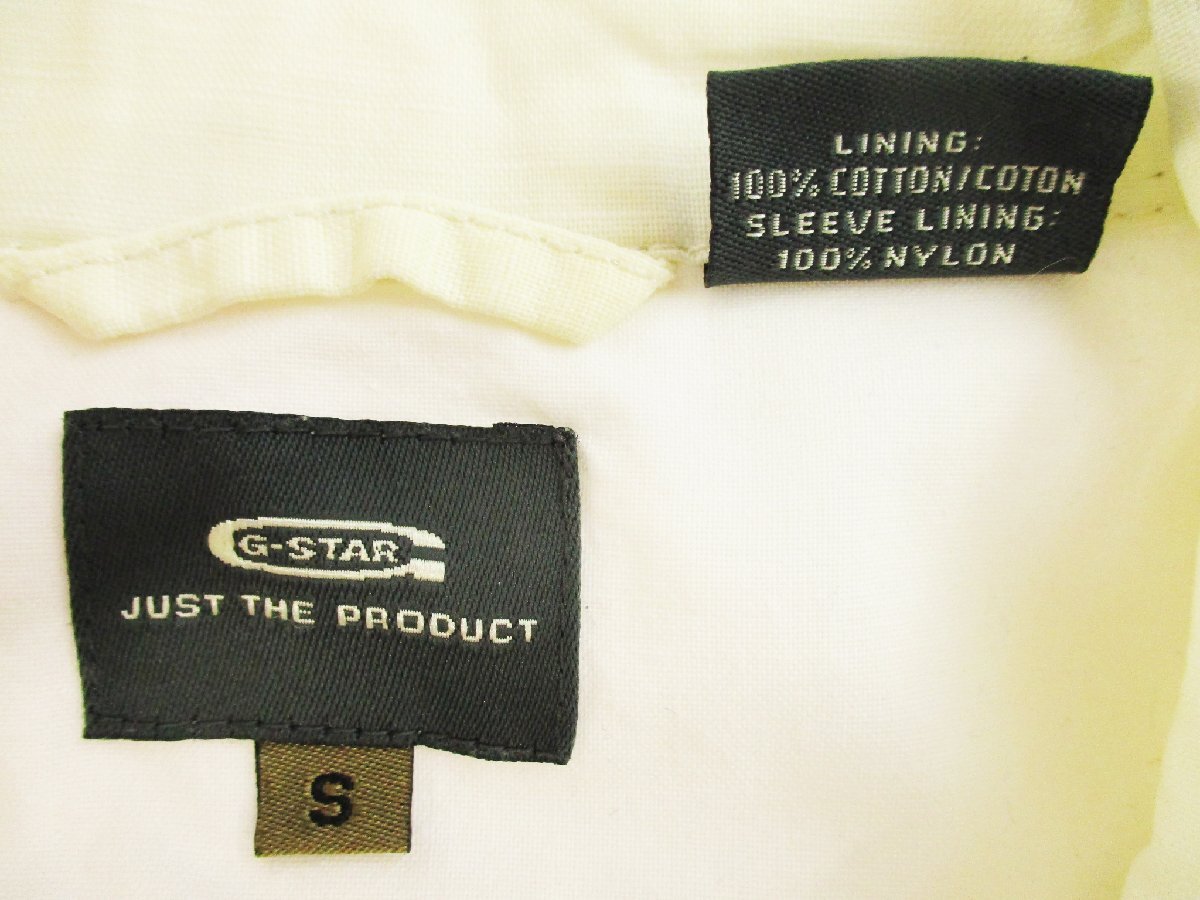 LINING:
100% COTTON/COTON
SLEEVE LINING:
100% NYLON
G-STAR
JUST THE PRODUCT
S